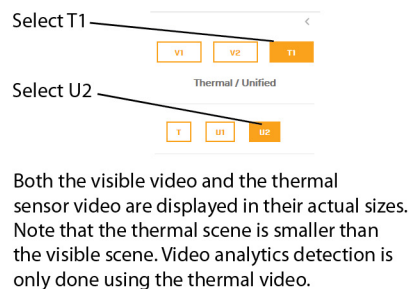 Select T1
<
V1 V2 T1
Thermal / Unified
Select U2
T U1 U2
Both the visible video and the thermal
sensor video are displayed in their actual sizes.
Note that the thermal scene is smaller than
the visible scene. Video analytics detection is
only done using the thermal video.